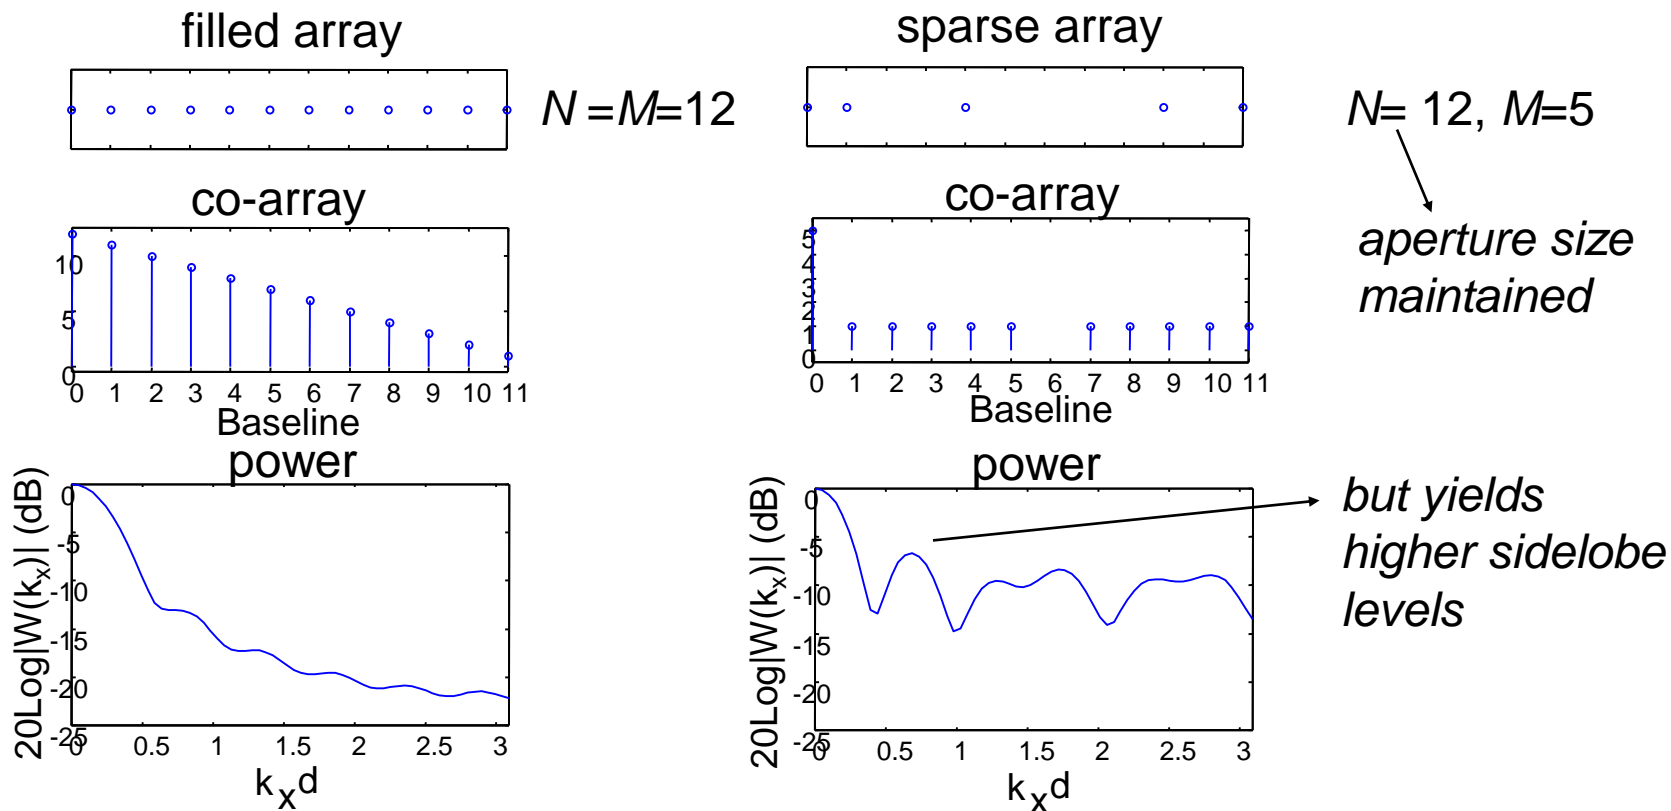 filled array
N =M=12
co-array
10
5
0
0 1 2 3 4 5 6 7 8 9 10 11
Baseline
power
20Log|W(kx)| (dB)
0
-5
-10
-15
-20
-25
0 0.5 1 1.5 2 2.5 3
kxd
sparse array
N= 12, M=5
aperture size
maintained
co-array
5
4
3
2
1
0
0 1 2 3 4 5 6 7 8 9 10 11
Baseline
power
20Log|W(kx)| (dB)
0
-5
-10
-15
-20
-25
0 0.5 1 1.5 2 2.5 3
kxd
but yields
higher sidelobe
levels